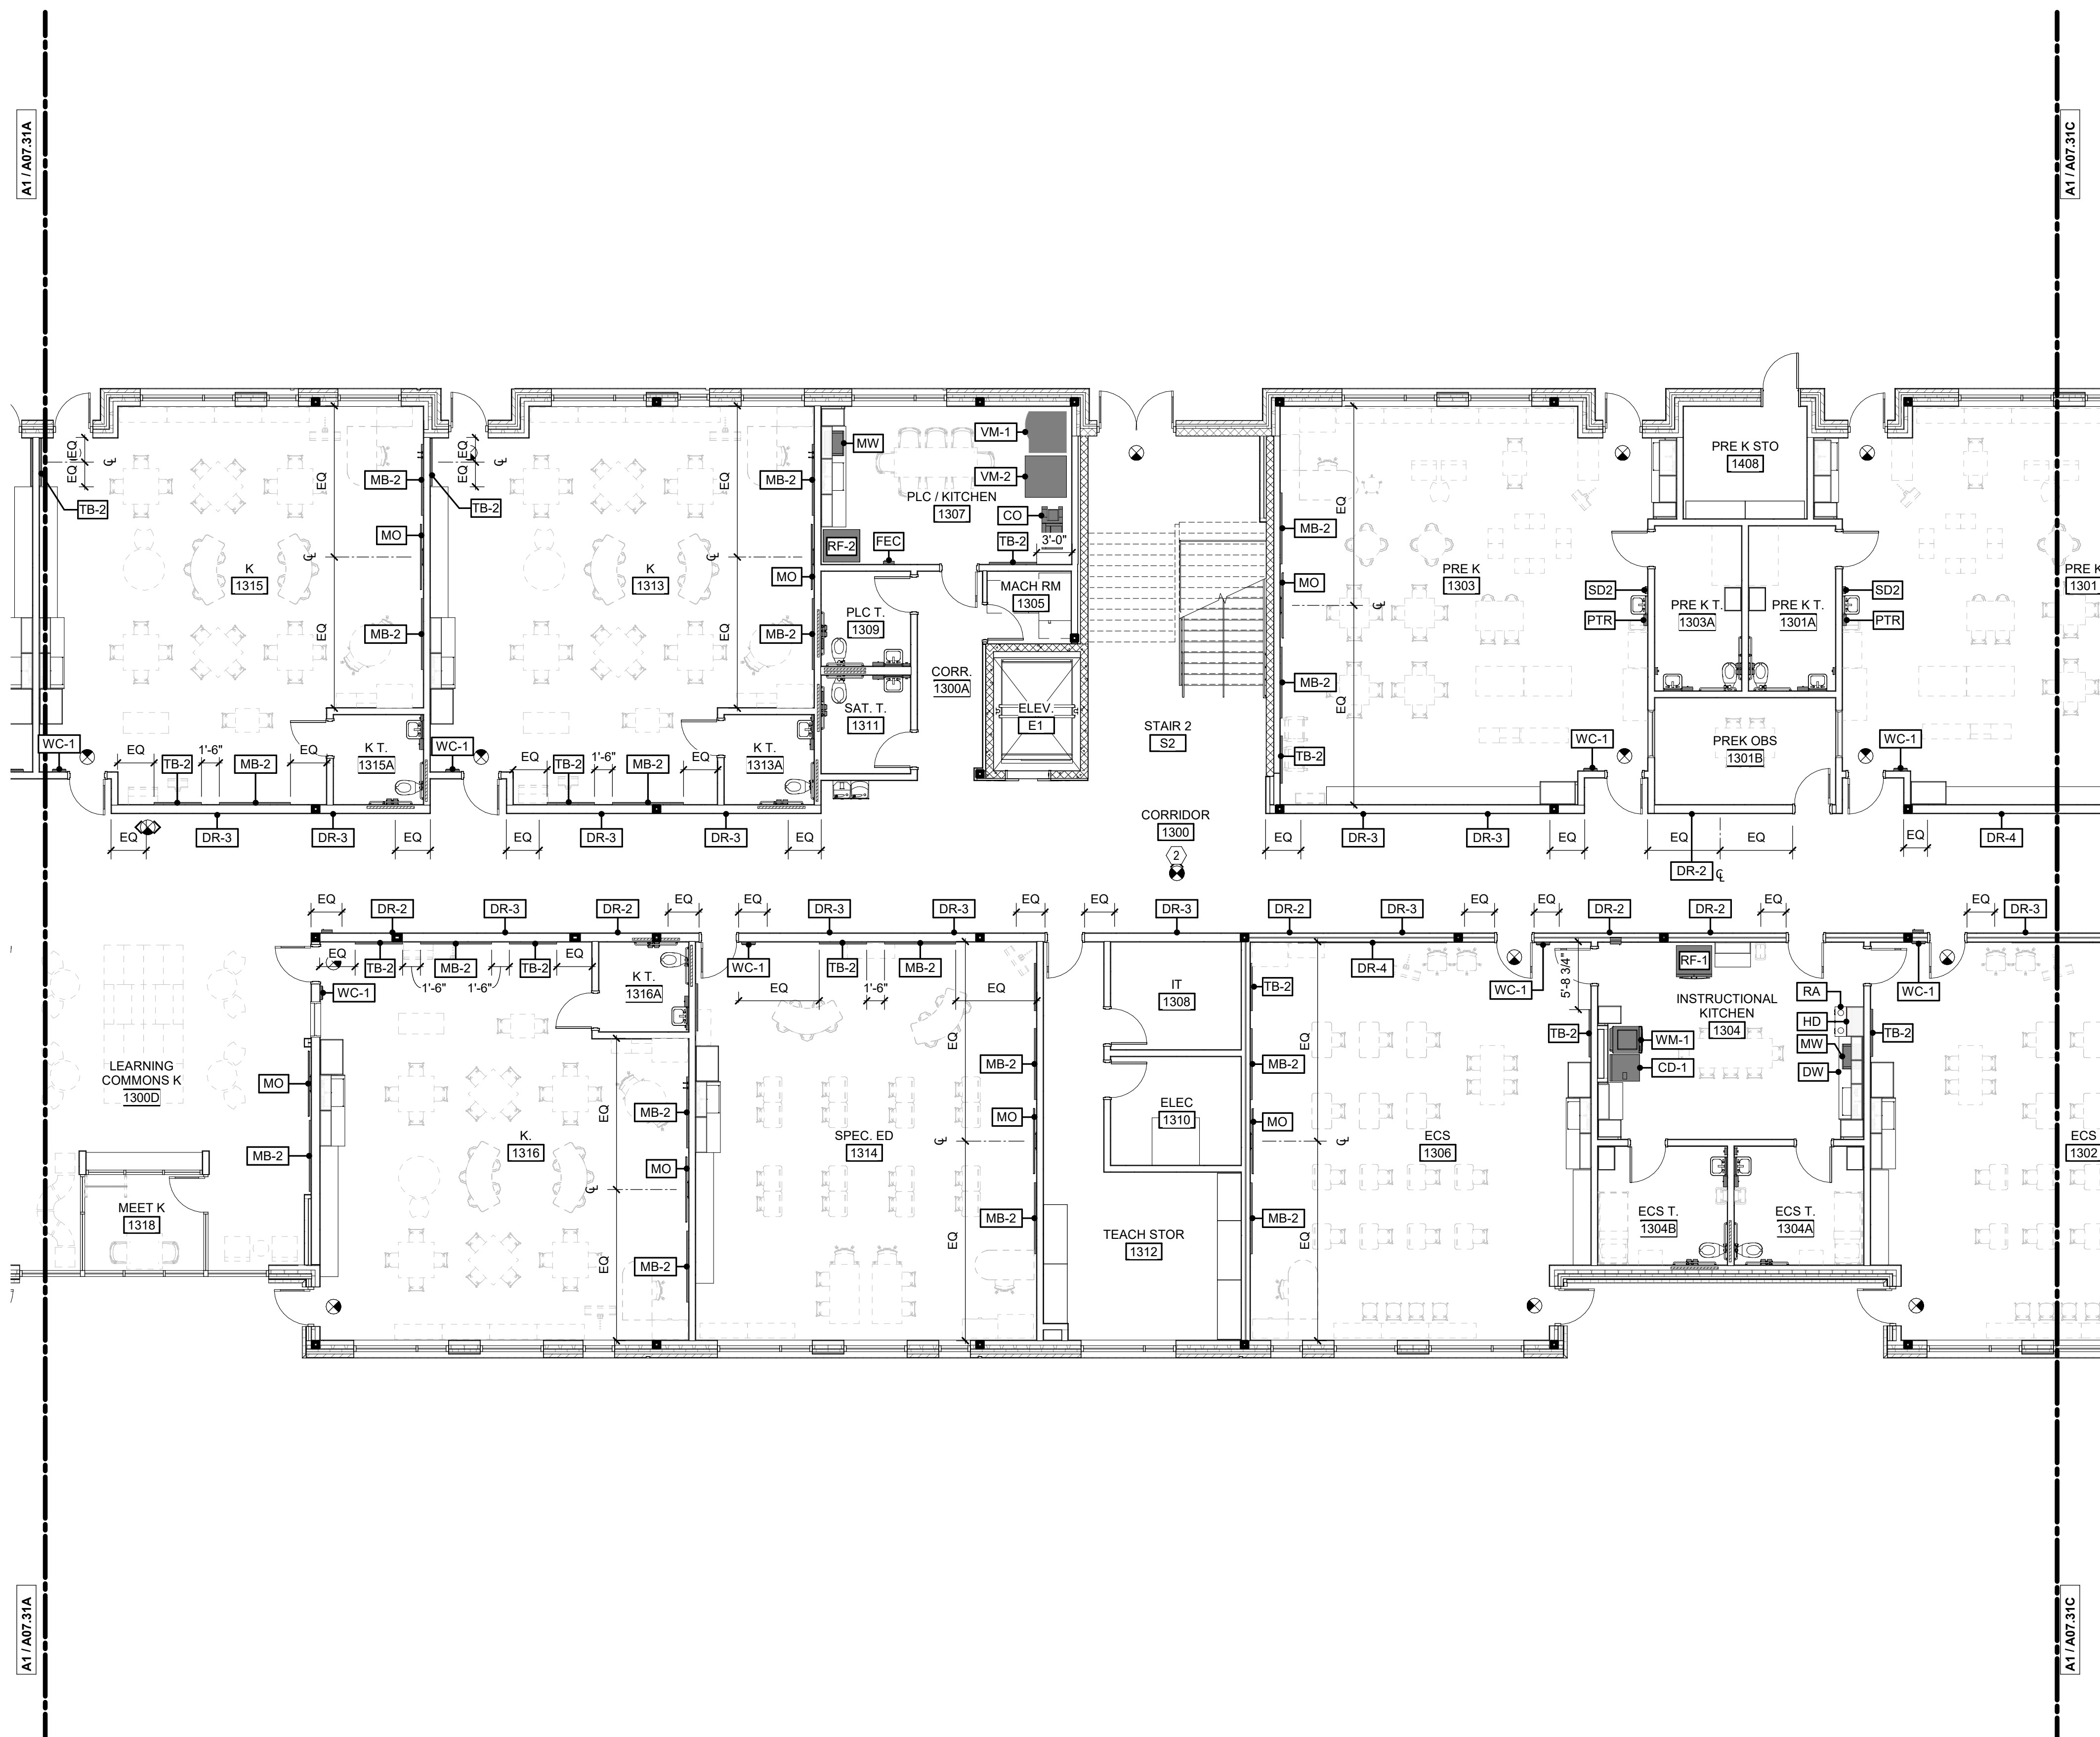 A1 / A07.31A
A1 / A07.31C
EQ
EQ
TB-2
K
1315
EQ
EQ
MB-2
MO
MB-2
EQ
EQ
TB-2
K
1313
EQ
EQ
MB-2
MO
MB-2
MW
VM-1
VM-2
PLC / KITCHEN
1307
CO
3'-0"
RF-2
FEC
TB-2
MACH RM
1305
PLC T.
1309
CORR.
1300A
SAT. T.
1311
ELEV.
E1
STAIR 2
S2
MB-2
MO
MB-2
TB-2
EQ
EQ
PRE K
1303
PRE K STO
1408
SD2
PTR
PRE K T.
1303A
PRE K T.
1301A
SD2
PTR
PRE K
1301
WC-1
PREK OBS
1301B
WC-1
WC-1
EQ
TB-2
1'-6"
MB-2
EQ
K T.
1315A
WC-1
EQ
TB-2
1'-6"
MB-2
EQ
K T.
1313A
EQ
DR-3
DR-3
EQ
EQ
DR-3
DR-3
EQ
CORRIDOR
1300
2
EQ
DR-3
DR-3
EQ
EQ
EQ
DR-2
EQ
DR-4
EQ
DR-2
DR-3
DR-2
EQ
EQ
DR-3
DR-3
EQ
EQ
DR-3
DR-2
DR-3
EQ
EQ
DR-2
DR-2
EQ
EQ
DR-3
EQ
TB-2
1'-6"
MB-2
1'-6"
TB-2
EQ
WC-1
K T.
1316A
WC-1
TB-2
MB-2
EQ
1'-6"
EQ
IT
1308
TB-2
DR-4
WC-1
5'-8 3/4"
TB-2
RF-1
INSTRUCTIONAL
KITCHEN
1304
WM-1
CD-1
RA
HD
MW
DW
WC-1
TB-2
LEARNING
COMMONS K
1300D
MO
MB-2
MEET K
1318
K.
1316
EQ
EQ
MB-2
MO
MB-2
SPEC. ED
1314
EQ
EQ
MB-2
MO
MB-2
ELEC
1310
TEACH STOR
1312
MB-2
MO
MB-2
EQ
EQ
ECS
1306
ECS T.
1304B
ECS T.
1304A
ECS
1302
A1 / A07.31A
A1 / A07.31C